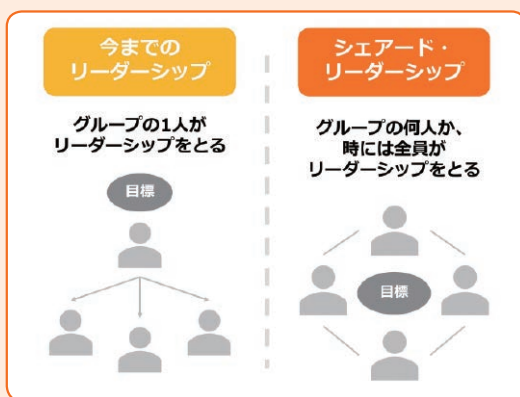 今までの
リーダーシップ
グループの1人が
リーダーシップをとる
目標
シェアード・
リーダーシップ
グループの何人か、
時には全員が
リーダーシップをとる
目標